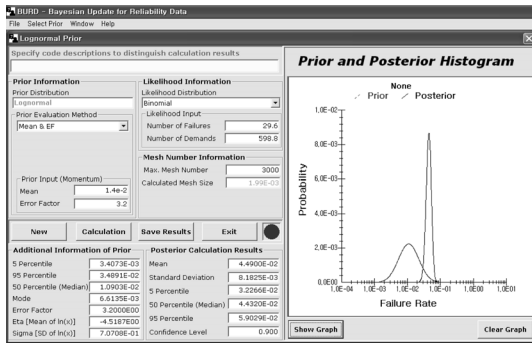 BURD - Bayesian Update for Reliability Data
File Select Prior Window Help
Lognormal Prior
Specify code descriptions to distinguish calculation results
Prior Information
Prior Distribution
Lognormal
Prior Evaluation Method
Mean & EF
Prior Input (Momentum)
Mean 1.4e-2
Error Factor 3.2
Likelihood Information
Likelihood Distribution
Binomial
Likelihood Input
Number of Failures 29.6
Number of Demands 598.8
Mesh Number Information
Max. Mesh Number 3000
Calculated Mesh Size 1.99E-03
New Calculation Save Results Exit
Additional Information of Prior
5 Percentile 3.4073E-03
95 Percentile 3.4891E-02
50 Percentile (Median) 1.0903E-02
Mode 6.6135E-03
Error Factor 3.2000E00
Eta [Mean of ln(x)] -4.5187E00
Sigma [SD of ln(x)] 7.0708E-01
Posterior Calculation Results
Mean 4.4900E-02
Standard Deviation 8.1825E-03
5 Percentile 3.2266E-02
50 Percentile (Median) 4.4320E-02
95 Percentile 5.9029E-02
Confidence Level 0.900
Prior and Posterior Histogram
None
Prior Posterior
Probability
1,0E-02
8,0E-03
6,0E-03
4,0E-03
2,0E-03
0,0E00
1,0E-04 1,0E-03 1,0E-02 1,0E-01 1,0E00 1,0E01
Failure Rate
Show Graph Clear Graph